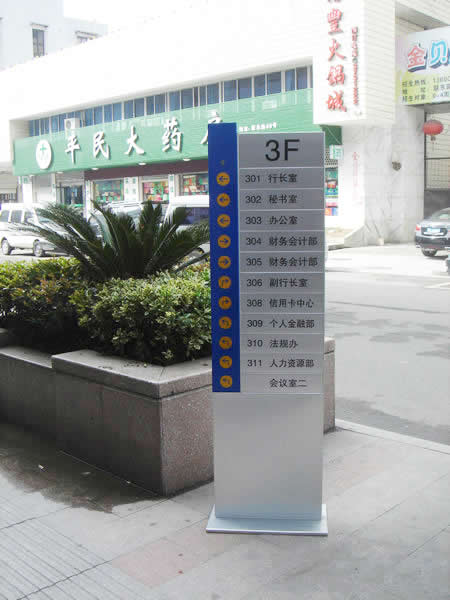 丰民大药房
豐火锅城
金贝
3F
301 行长室
302 秘书室
303 办公室
304 财务会计部
305 财务会计部
306 副行长室
308 信用卡中心
309 个人金融部
310 法规办
311 人力资源部
会议室二